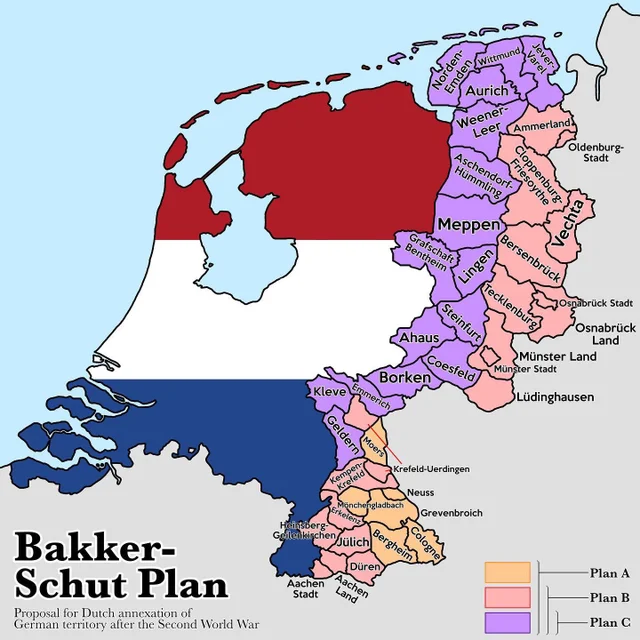 Norden-
Emden
Wittmund
Jever-
Varel
Aurich
Weener-
Leer
Ammerland
Oldenburg-
Stadt
Cloppenburg-
Friesoythe
Aschendorf-
Hümmling
Vechta
Meppen
Grafschaft
Bentheim
Lingen
Bersenbrück
Tecklenburg
Osnabrück Stadt
Osnabrück
Land
Steinfurt
Ahaus
Münster Land
Münster Stadt
Coesfeld
Borken
Lüdinghausen
Kleve
Emmerich
Geldern
Moers
Krefeld-Uerdingen
Kempen-
Krefeld
Neuss
Mönchengladbach
Grevenbroich
Erkelenz
Heinsberg-
Geilenkirchen
Jülich
Bergheim
Cologne
Düren
Aachen
Stadt
Aachen
Land
Bakker-
Schut Plan
Proposal for Dutch annexation of
German territory after the Second World War
Plan A
Plan B
Plan C